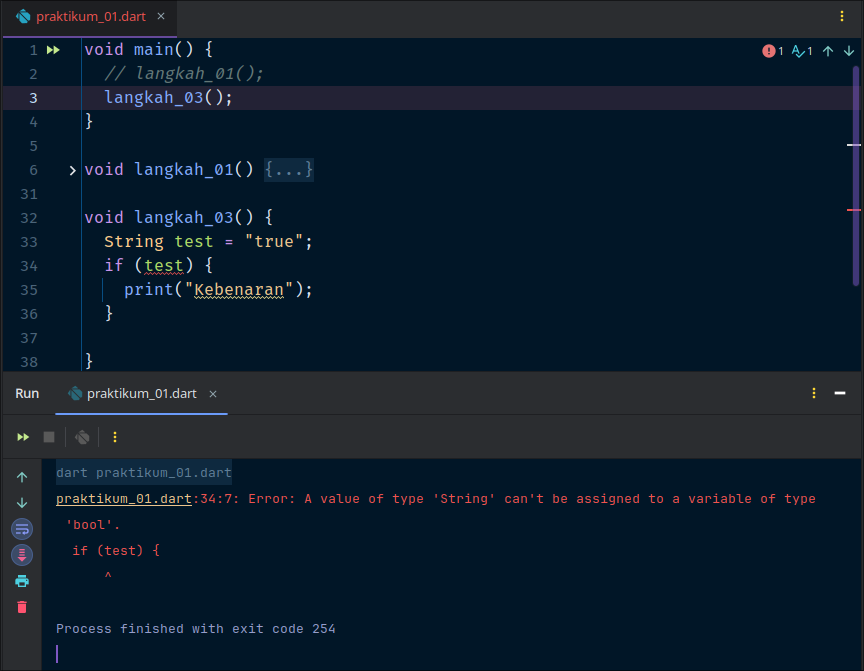 praktikum_01.dart
1 void main() { 1 1
2 // langkah_01();
3 langkah_03();
4 }
5
6 void langkah_01() {...}
31
32 void langkah_03() {
33 String test = "true";
34 if (test) {
35 print("Kebenaran");
36 }
37
38 }
Run praktikum_01.dart
dart praktikum_01.dart
praktikum_01.dart:34:7: Error: A value of type 'String' can't be assigned to a variable of type
'bool'.
if (test) {
^
Process finished with exit code 254